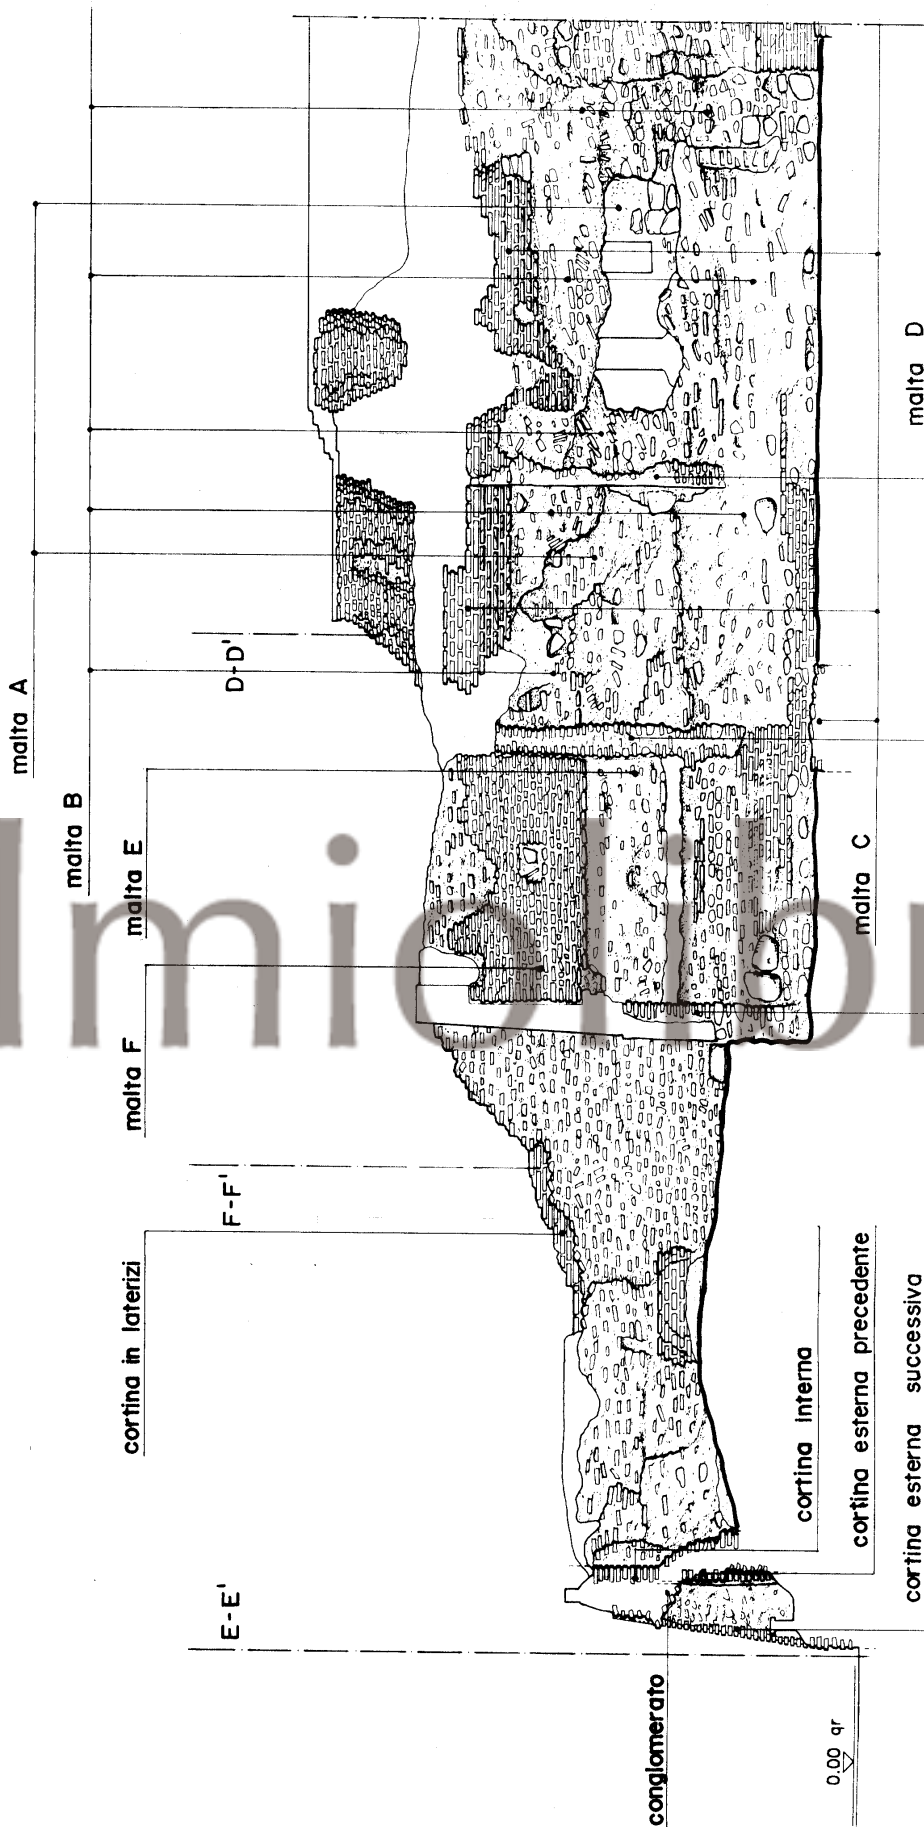 malta A
malta B
malta E
malta F
D-D'
F-F'
cortina in laterizi
E-E'
malta D
malta C
cortina interna
cortina esterna precedente
cortina esterna successiva
conglomerato
0.00 qr
lmiolibr